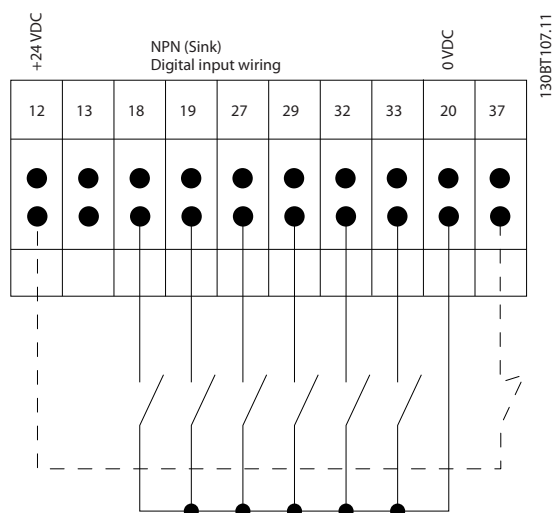 +24 VDC
NPN (Sink)
Digital input wiring
0 VDC
130BT107.11
12 13 18 19 27 29 32 33 20 37